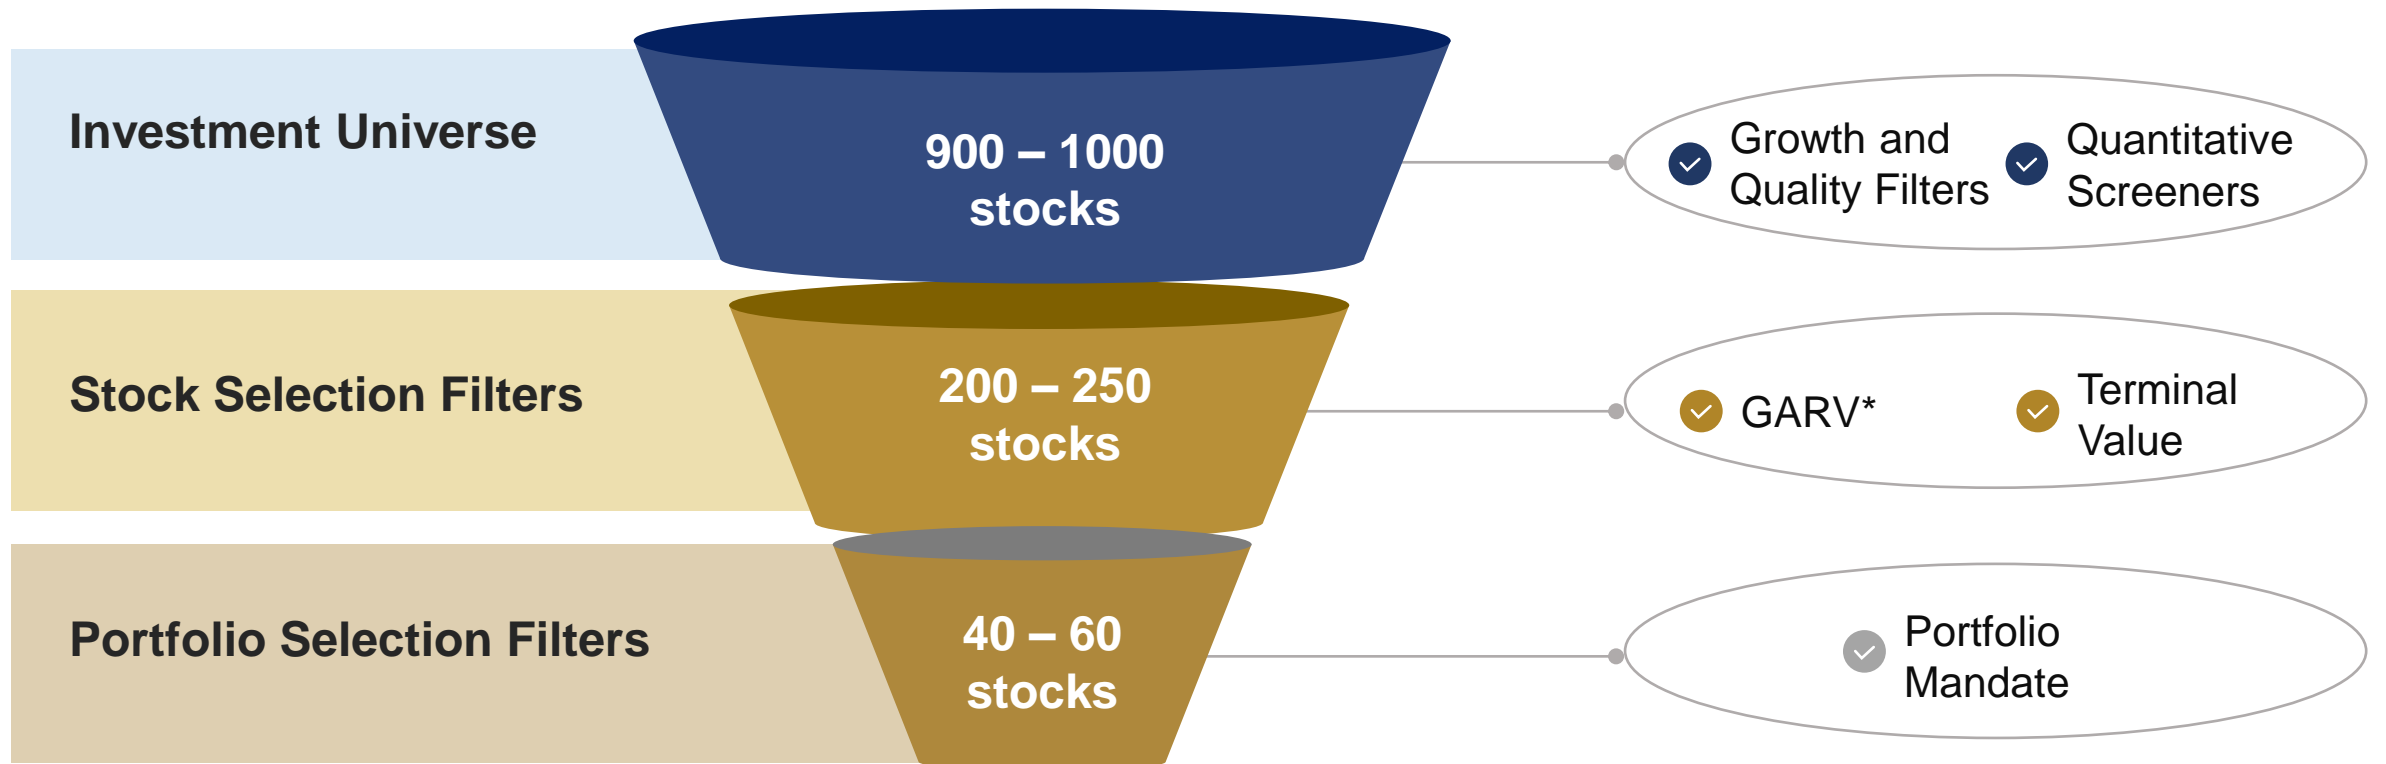 Investment Universe
900 – 1000
stocks
Growth and
Quality Filters
Quantitative
Screeners
Stock Selection Filters
200 – 250
stocks
GARV*
Terminal
Value
Portfolio Selection Filters
40 – 60
stocks
Portfolio
Mandate